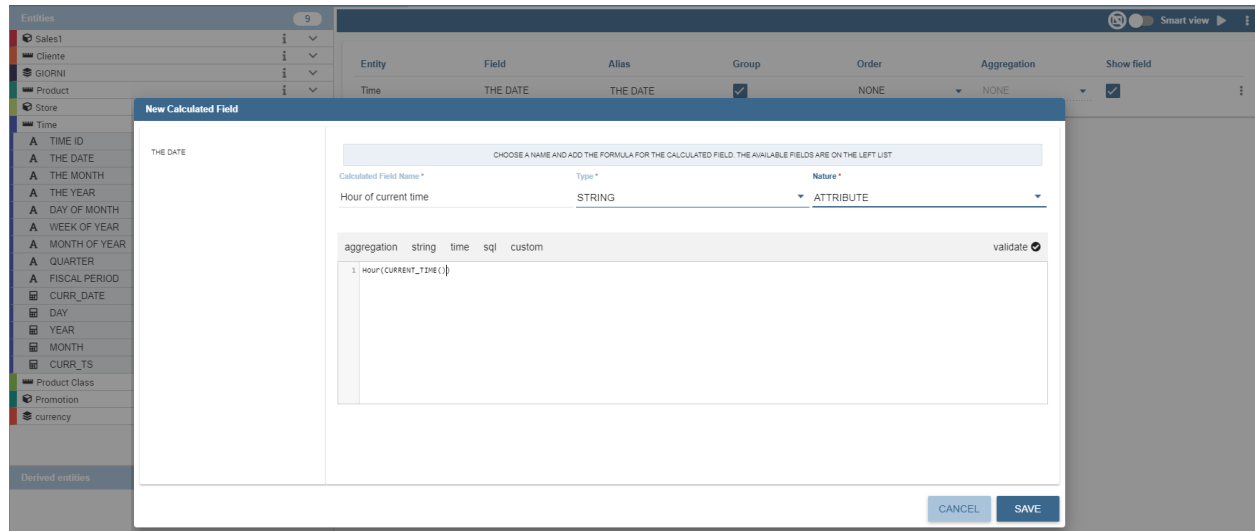 Entities 9
Smart view
Sales1 i
Cliente i
GIORNI i
Product i
Store
Time
A TIME ID
A THE DATE
A THE MONTH
A THE YEAR
A DAY OF MONTH
A WEEK OF YEAR
A MONTH OF YEAR
A QUARTER
A FISCAL PERIOD
CURR_DATE
DAY
YEAR
MONTH
CURR_TS
Product Class
Promotion
currency
Derived entities
Entity Field Alias Group Order Aggregation Show field
Time THE DATE THE DATE NONE NONE
New Calculated Field
THE DATE
CHOOSE A NAME AND ADD THE FORMULA FOR THE CALCULATED FIELD. THE AVAILABLE FIELDS ARE ON THE LEFT LIST
Calculated Field Name * Type * Nature *
Hour of current time STRING ATTRIBUTE
aggregation string time sql custom validate
1 Hour(CURRENT_TIME())
CANCEL SAVE